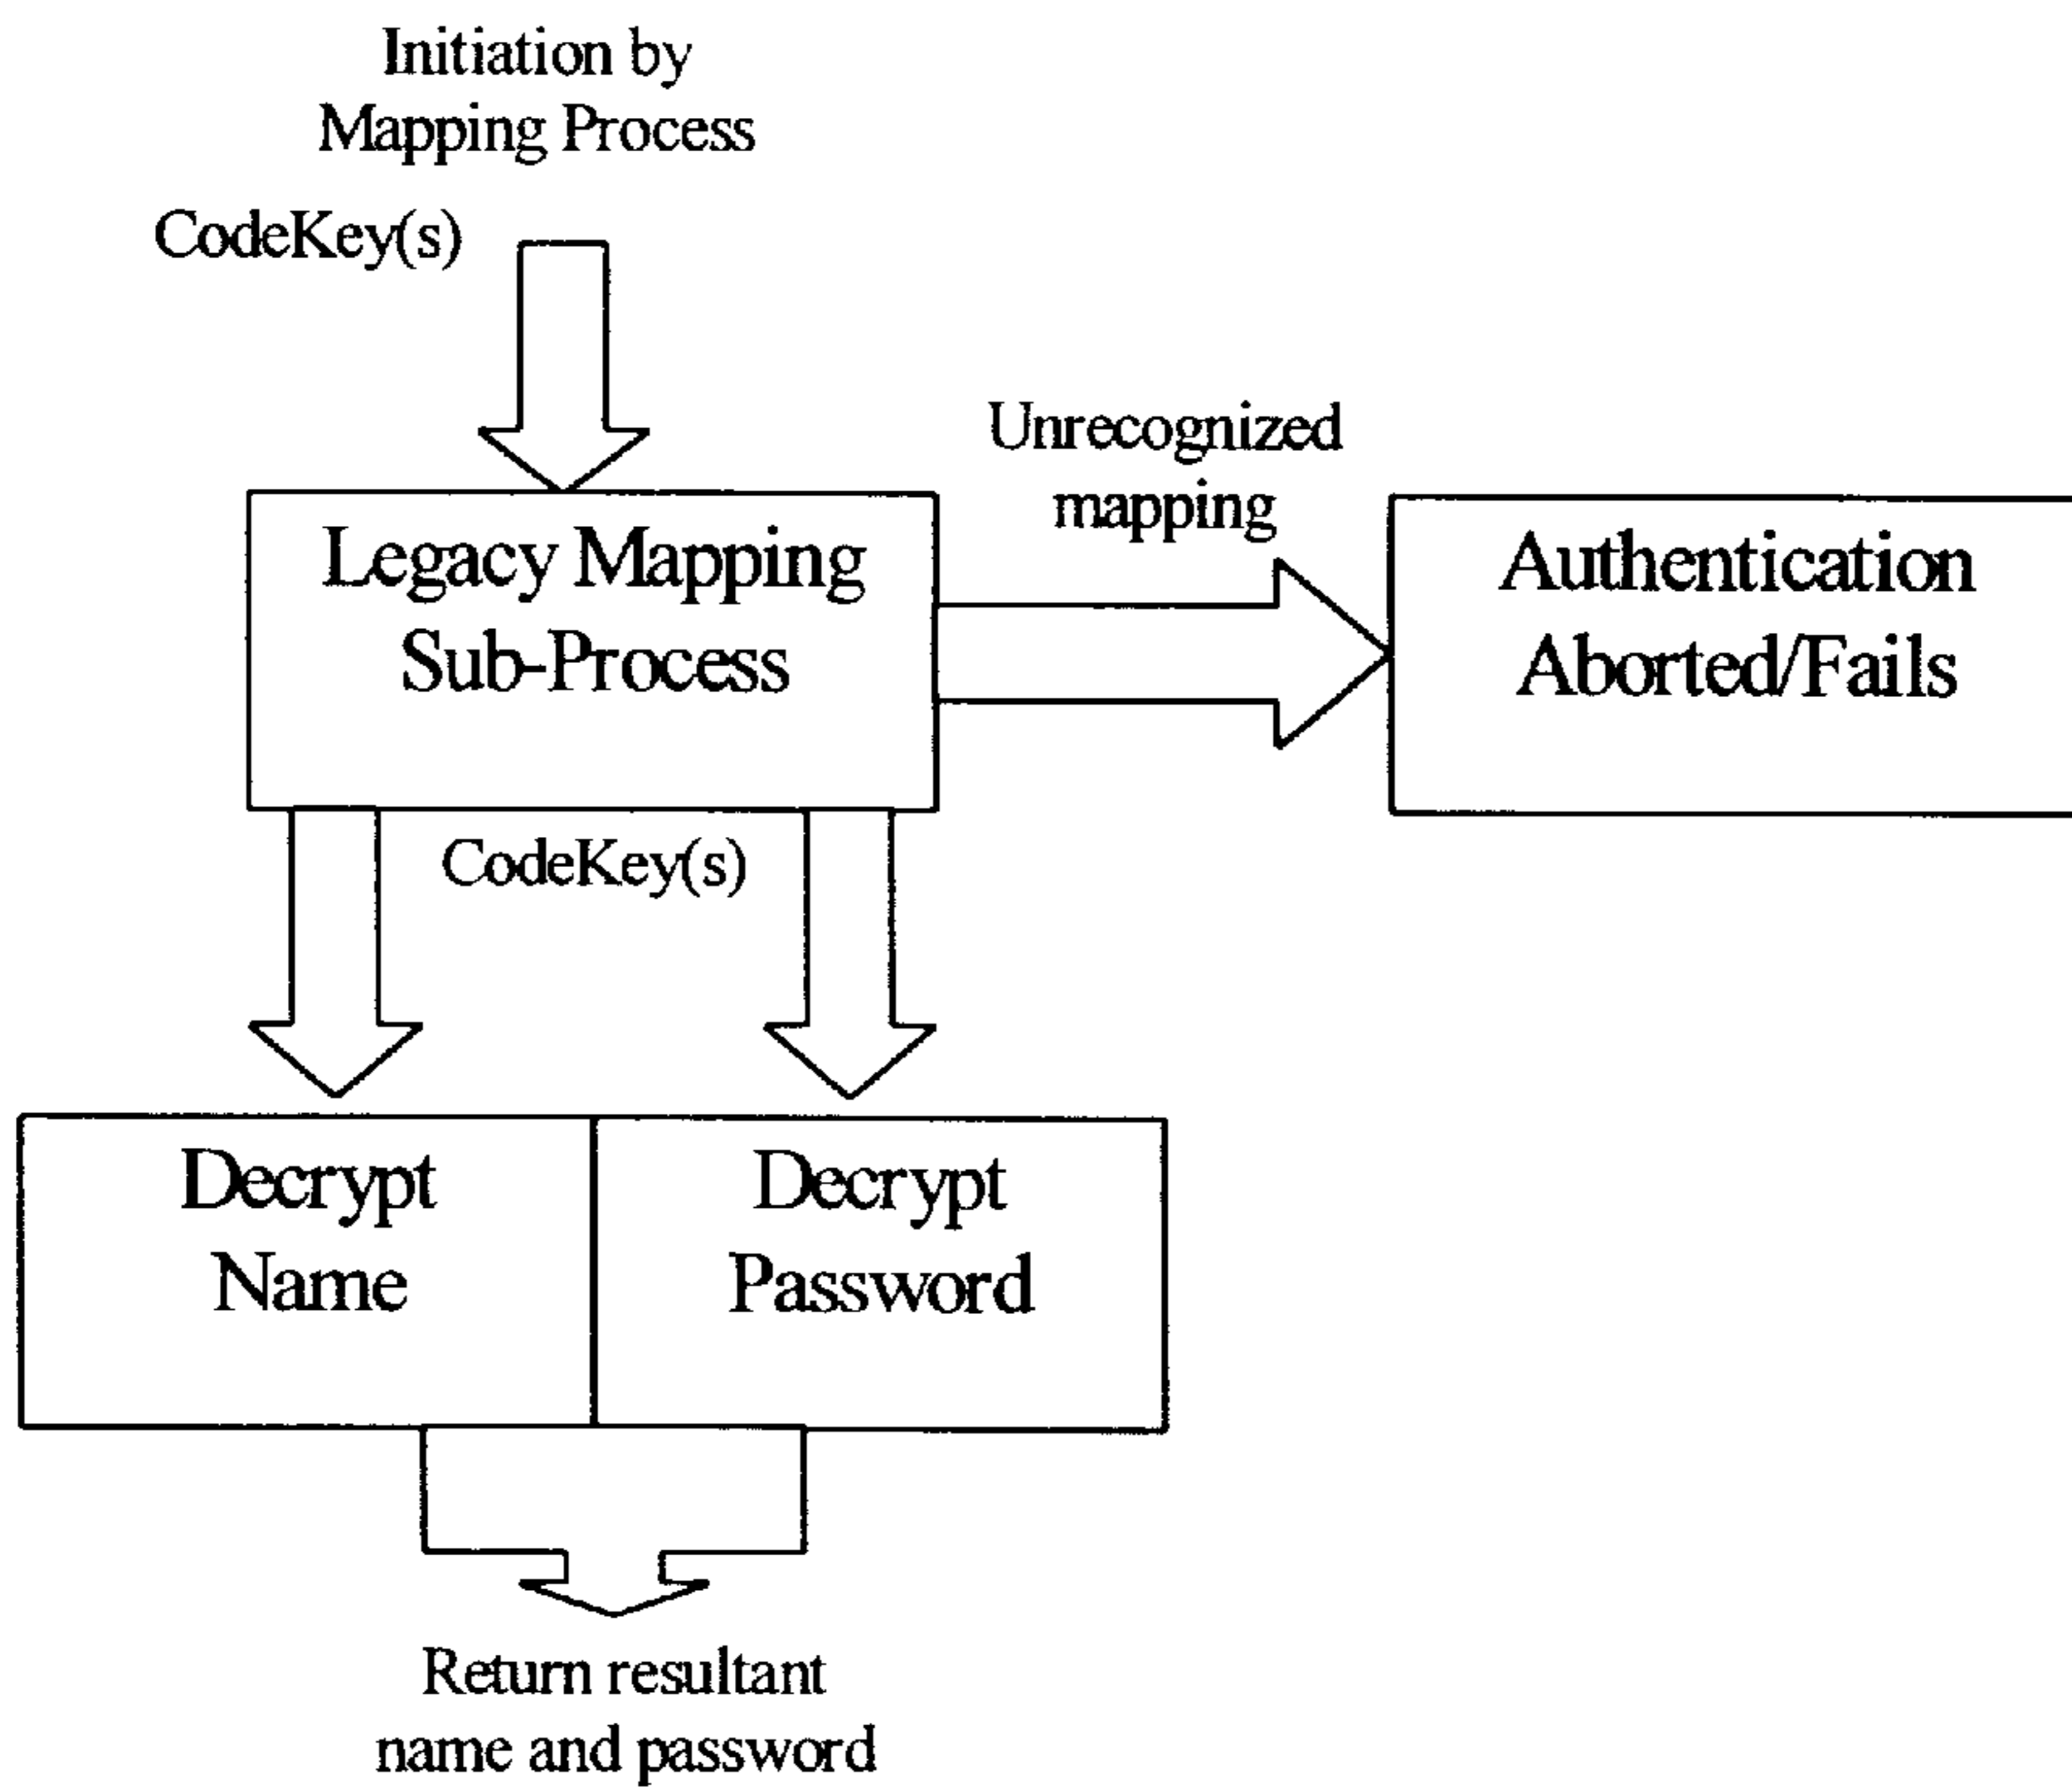 Initiation by
Mapping Process
CodeKey(s)
Unrecognized
mapping
Legacy Mapping
Sub-Process
Authentication
Aborted/Fails
CodeKey(s)
Decrypt
Name
Decrypt
Password
Return resultant
name and password